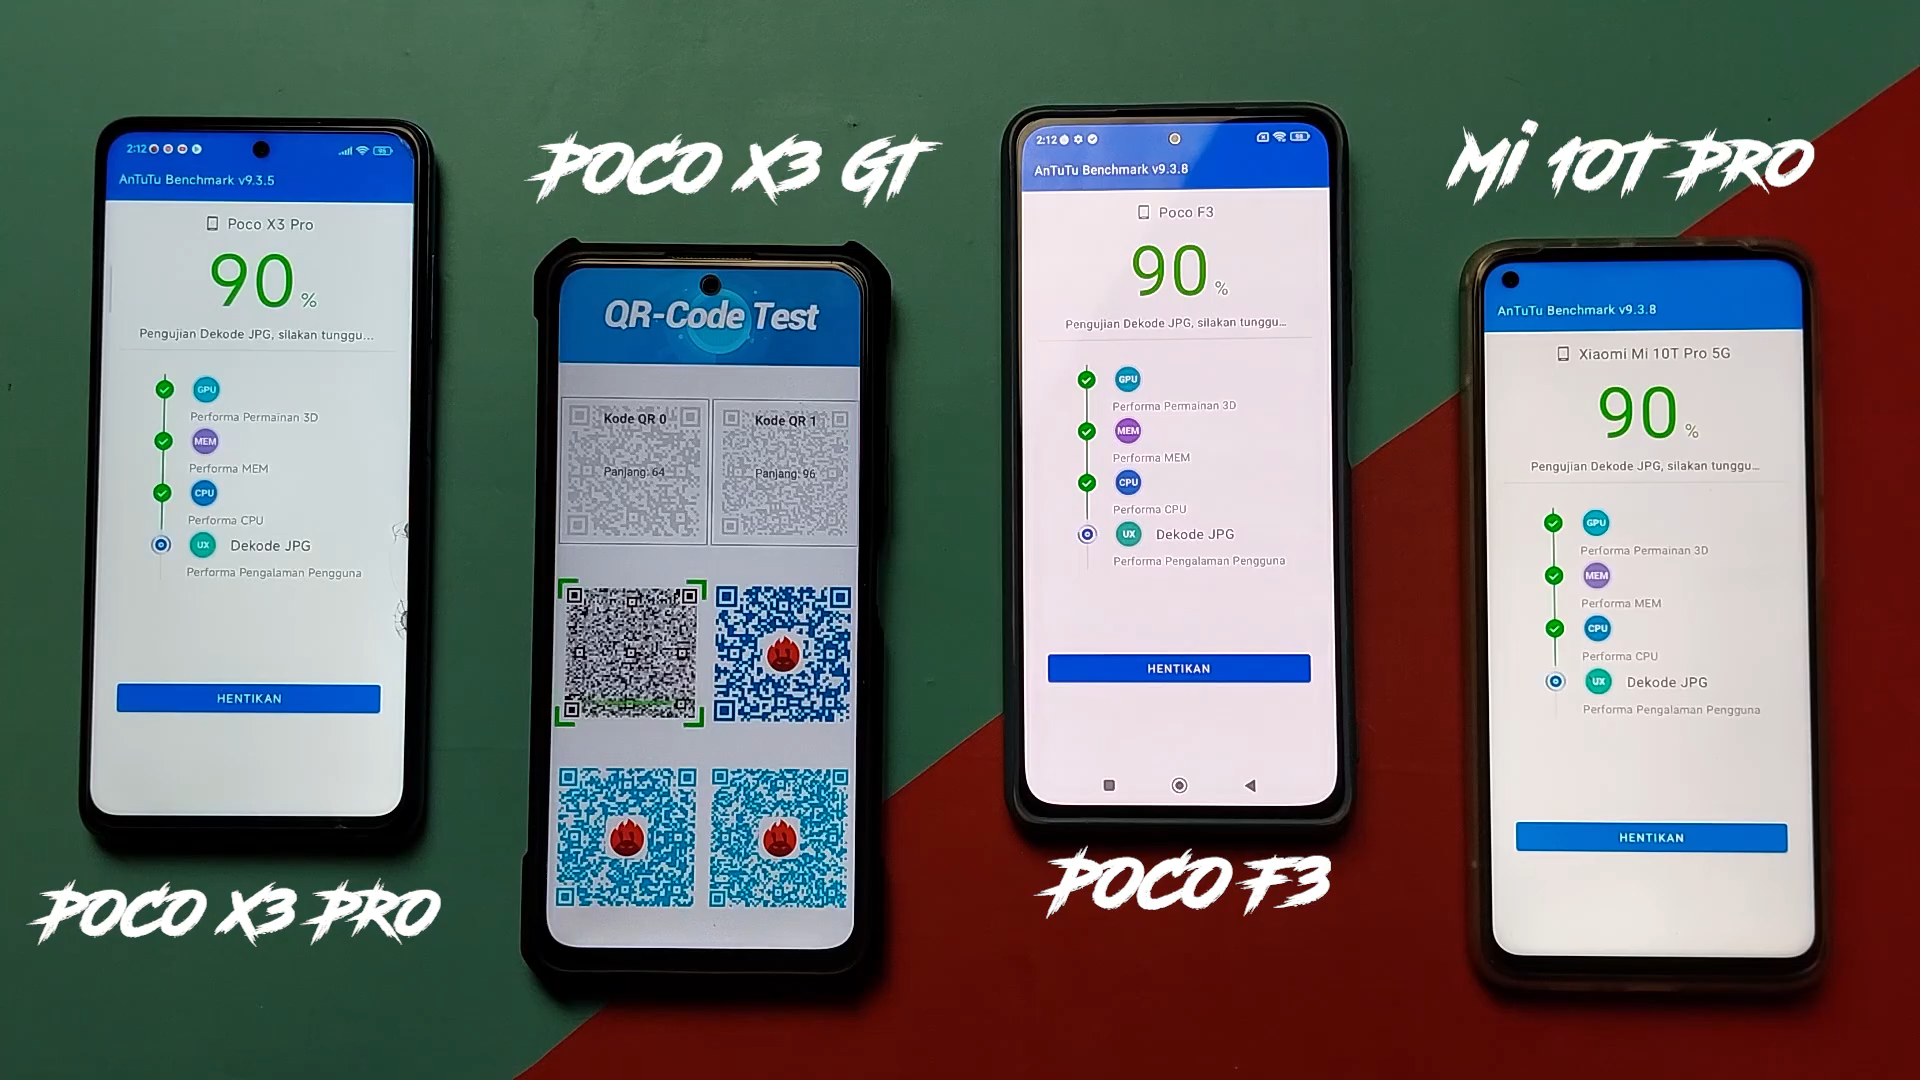 2:12
95
AnTuTu Benchmark v9.3.5
Poco X3 Pro
90 %
Pengujian Dekode JPG, silakan tunggu...
GPU
Performa Permainan 3D
MEM
Performa MEM
CPU
Performa CPU
UX Dekode JPG
Performa Pengalaman Pengguna
HENTIKAN
POCO X3 PRO
POCO X3 GT
QR-Code Test
Kode QR 0
Panjang: 64
Kode QR 1
Panjang: 96
2:12
AnTuTu Benchmark v9.3.8
Poco F3
90 %
Pengujian Dekode JPG, silakan tunggu...
GPU
Performa Permainan 3D
MEM
Performa MEM
CPU
Performa CPU
UX Dekode JPG
Performa Pengalaman Pengguna
HENTIKAN
POCO F3
Mi 10T PRO
AnTuTu Benchmark v9.3.8
Xiaomi Mi 10T Pro 5G
90 %
Pengujian Dekode JPG, silakan tunggu...
GPU
Performa Permainan 3D
MEM
Performa MEM
CPU
Performa CPU
UX Dekode JPG
Performa Pengalaman Pengguna
HENTIKAN